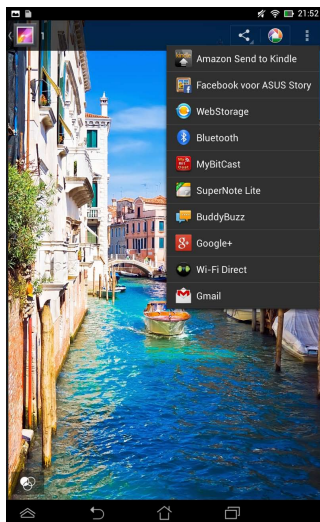 21:52
1
Amazon Send to Kindle
Facebook voor ASUS Story
WebStorage
Bluetooth
MyBitCast
SuperNote Lite
BuddyBuzz
Google+
Wi-Fi Direct
Gmail